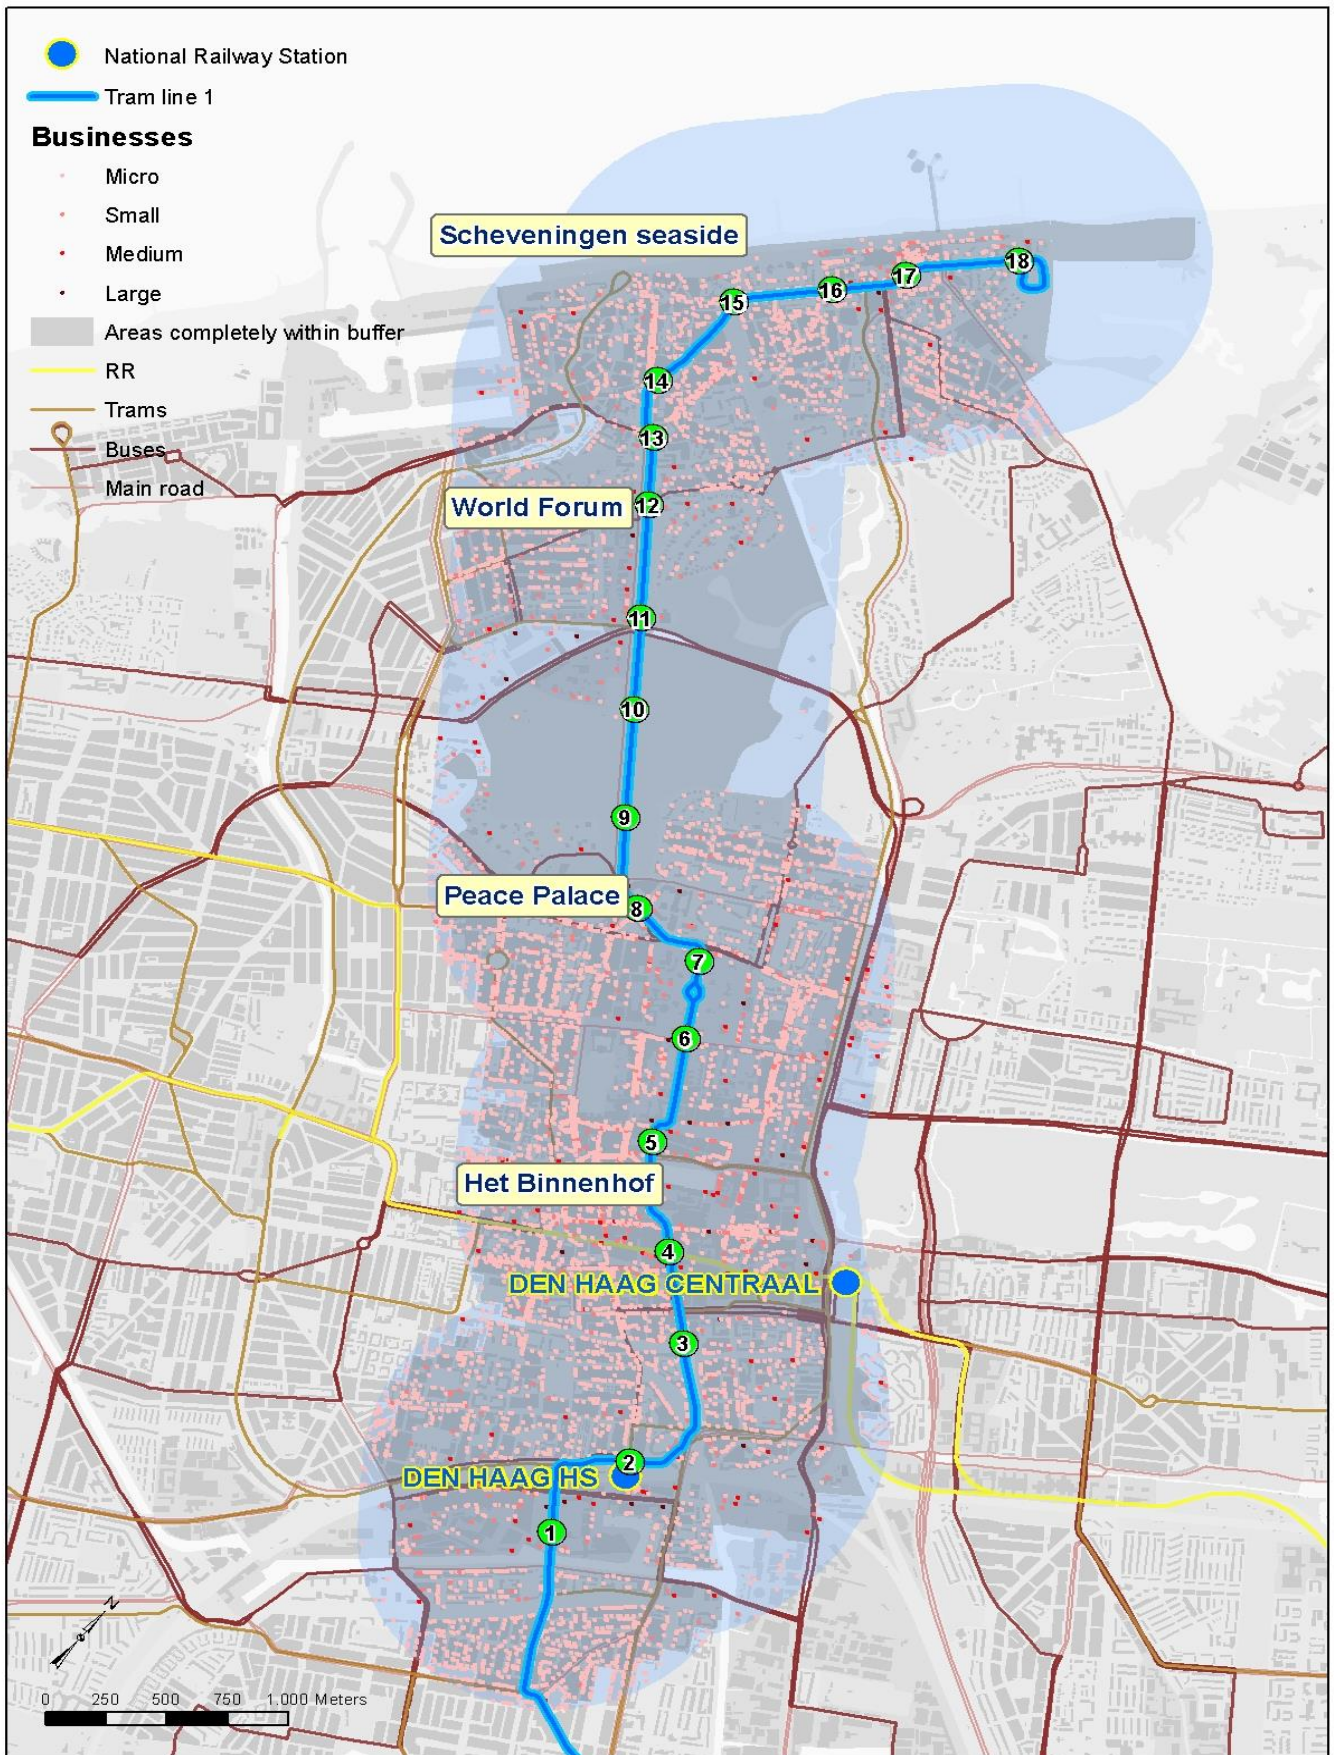 National Railway Station
Tram line 1
Businesses
Micro
Small
Medium
Large
Areas completely within buffer
RR
Trams
Buses
Main road
Scheveningen seaside
18
17
16
15
14
13
World Forum
12
11
10
9
Peace Palace
8
7
6
5
Het Binnenhof
4
DEN HAAG CENTRAAL
3
2
DEN HAAG HS
1
N
0 250 500 750 1.000 Meters